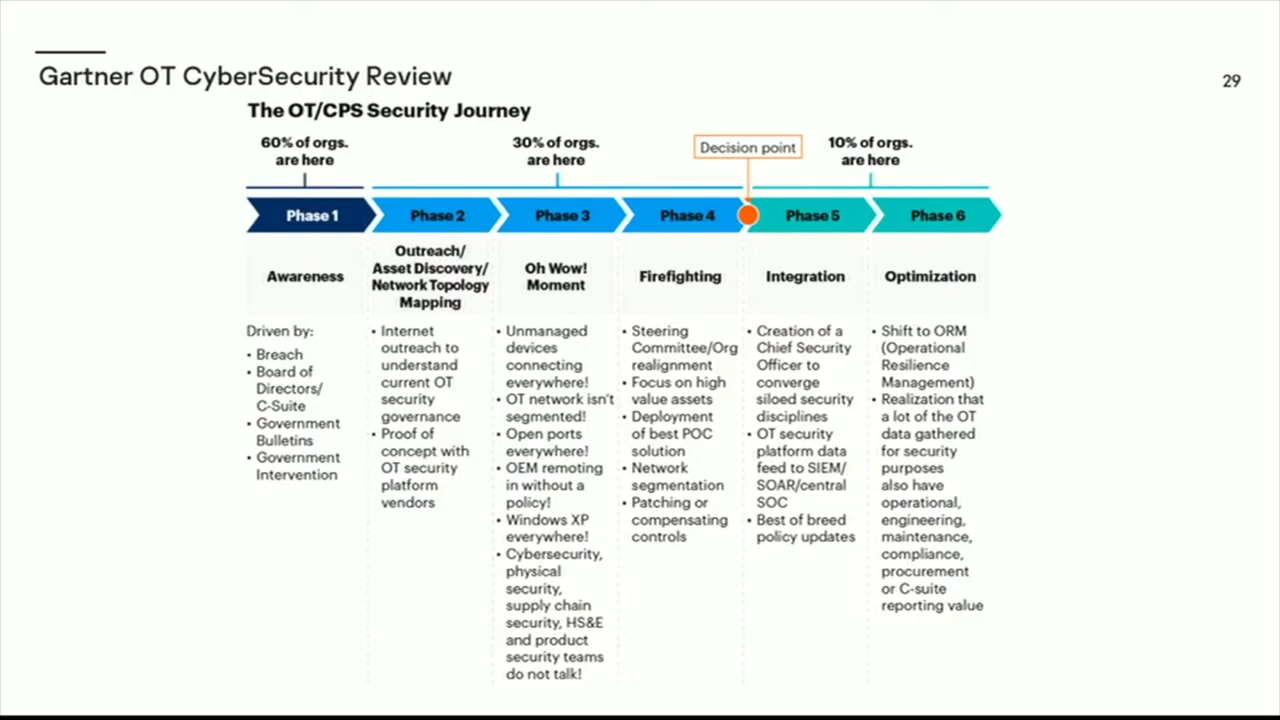 Gartner OT CyberSecurity Review
29
The OT/CPS Security Journey
60% of orgs.
are here
30% of orgs.
are here
Decision point
10% of orgs.
are here
Phase 1
Phase 2
Phase 3
Phase 4
Phase 5
Phase 6
Awareness
Outreach/
Asset Discovery/
Network Topology
Mapping
Oh Wow!
Moment
Firefighting
Integration
Optimization
Driven by:
• Breach
• Board of
Directors/
C-Suite
• Government
Bulletins
• Government
Intervention
• Internet
outreach to
understand
current OT
security
governance
• Proof of
concept with
OT security
platform
vendors
• Unmanaged
devices
connecting
everywhere!
• OT network isn't
segmented!
• Open ports
everywhere!
• OEM remoting
in without a
policy!
• Windows XP
everywhere!
• Cybersecurity,
physical
security,
supply chain
security, HS&E
and product
security teams
do not talk!
• Steering
Committee/Org
realignment
• Focus on high
value assets
• Deployment
of best POC
solution
• Network
segmentation
• Patching or
compensating
controls
• Creation of a
Chief Security
Officer to
converge
siloed security
disciplines
• OT security
platform data
feed to SIEM/
SOAR/central
SOC
• Best of breed
policy updates
• Shift to ORM
(Operational
Resilience
Management)
• Realization that
a lot of the OT
data gathered
for security
purposes
also have
operational,
engineering,
maintenance,
compliance,
procurement
or C-suite
reporting value